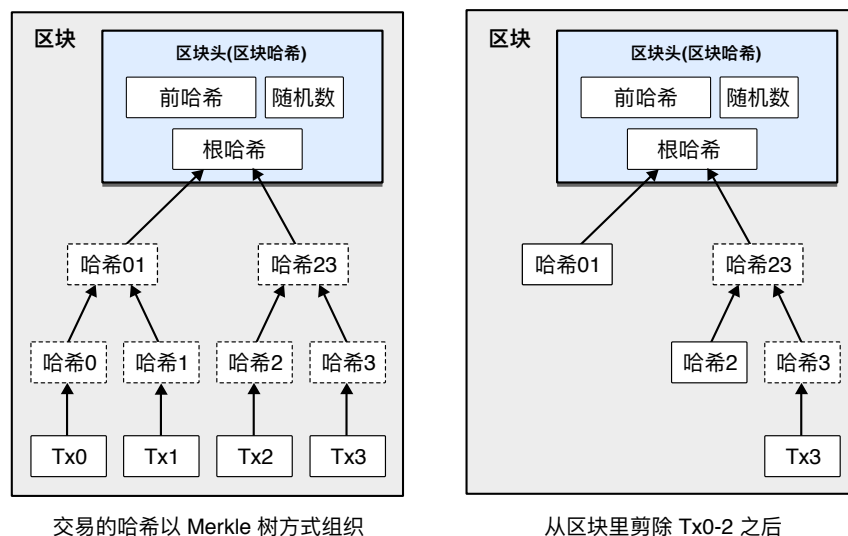 区块
区块头(区块哈希)
前哈希 随机数
根哈希
哈希01 哈希23
哈希0 哈希1 哈希2 哈希3
Tx0 Tx1 Tx2 Tx3
交易的哈希以 Merkle 树方式组织
区块
区块头(区块哈希)
前哈希 随机数
根哈希
哈希01 哈希23
哈希2 哈希3
Tx3
从区块里剪除 Tx0-2 之后